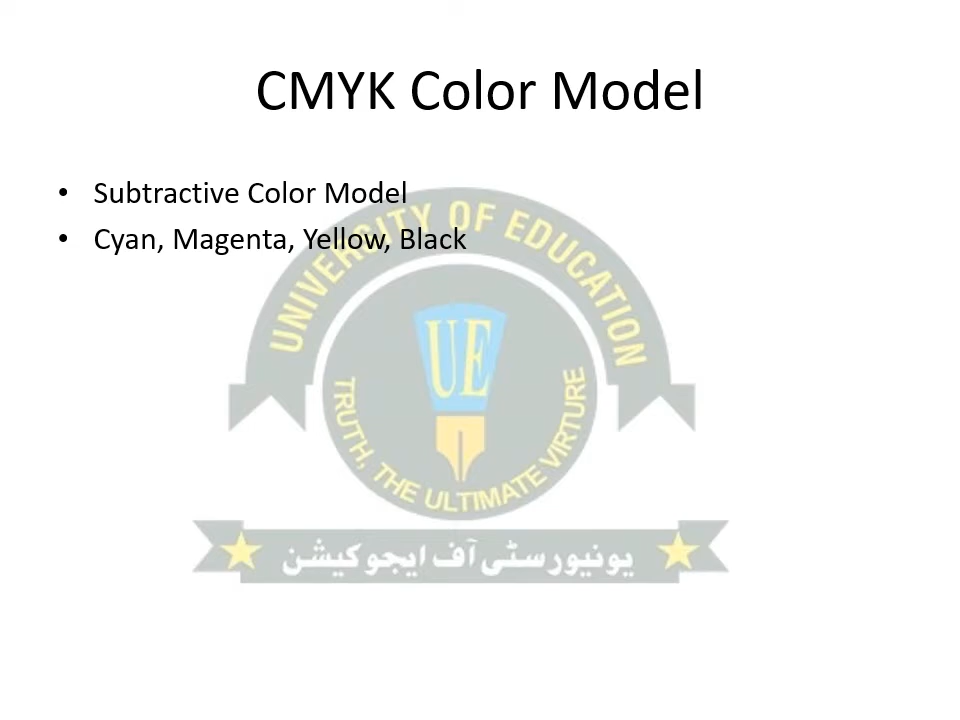 CMYK Color Model
• Subtractive Color Model
• Cyan, Magenta, Yellow, Black
UNIVERSITY OF EDUCATION
UE
TRUTH, THE ULTIMATE VIRTURE
یونیورسٹی آف ایجوکیشن